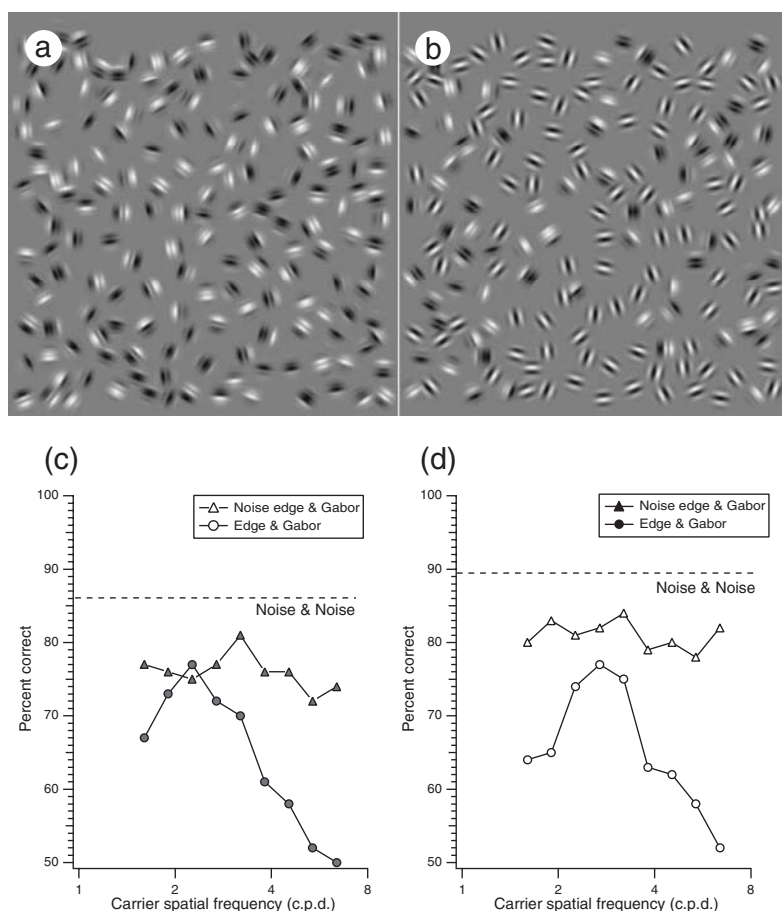 a
b
(c)
(d)
100
90
80
70
60
50
Percent correct
Noise edge & Gabor
Edge & Gabor
Noise & Noise
1
2
4
8
Carrier spatial frequency (c.p.d.)
100
90
80
70
60
50
Percent correct
Noise edge & Gabor
Edge & Gabor
Noise & Noise
1
2
4
8
Carrier spatial frequency (c.p.d.)